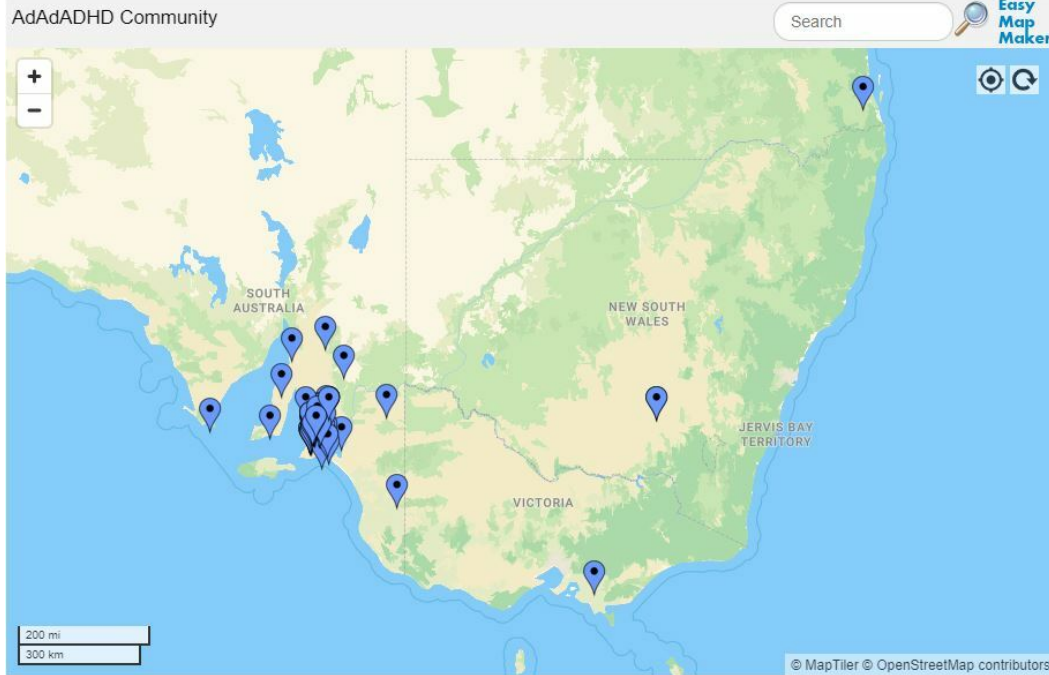 AdAdADHD Community
Search
Easy
Map
Maker
+
−
SOUTH
AUSTRALIA
NEW SOUTH
WALES
JERVIS BAY
TERRITORY
VICTORIA
200 mi
300 km
© MapTiler © OpenStreetMap contributors